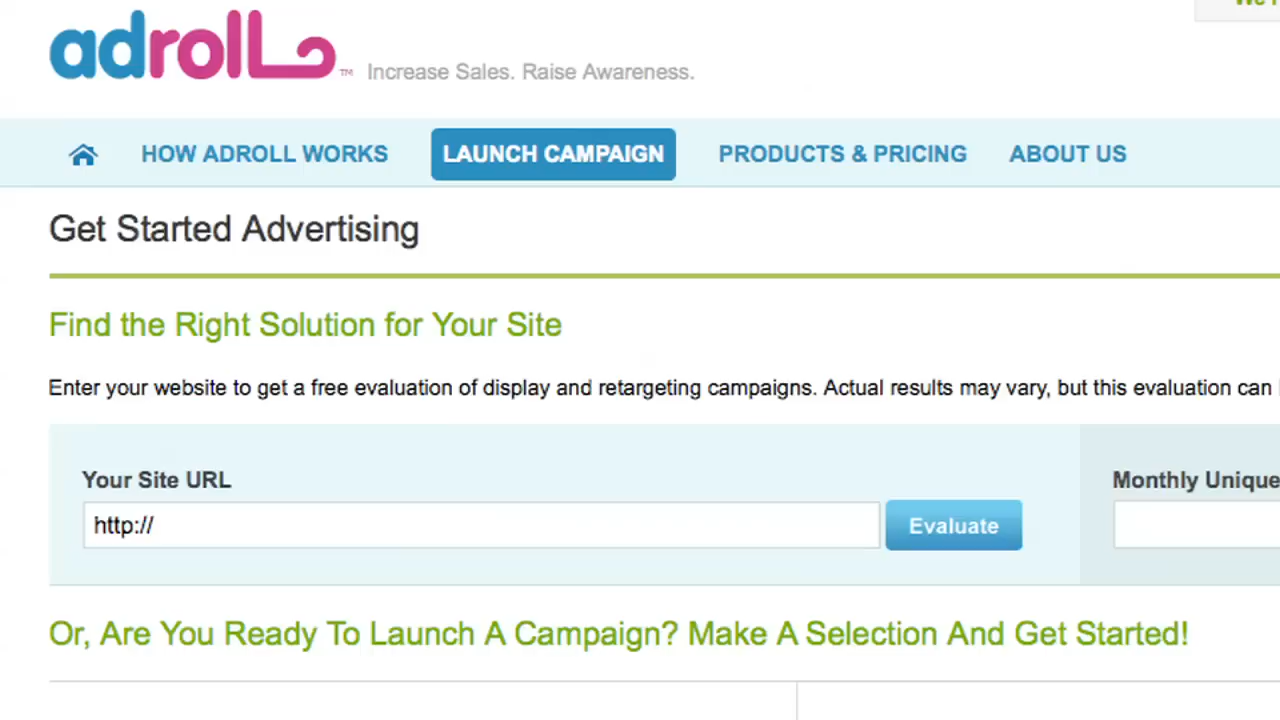 adroll™ Increase Sales. Raise Awareness.
HOW ADROLL WORKS LAUNCH CAMPAIGN PRODUCTS & PRICING ABOUT US
Get Started Advertising
Find the Right Solution for Your Site
Enter your website to get a free evaluation of display and retargeting campaigns. Actual results may vary, but this evaluation can
Your Site URL Monthly Unique
http:// Evaluate
Or, Are You Ready To Launch A Campaign? Make A Selection And Get Started!